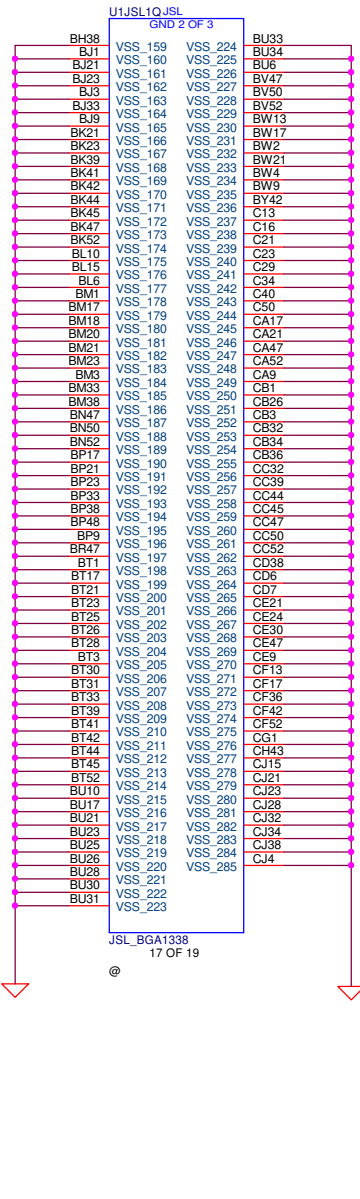 U1JSL1Q JSL
GND 2 OF 3
BH38 VSS_159 VSS_224 BU33
BJ1 VSS_160 VSS_225 BU34
BJ21 VSS_161 VSS_226 BU6
BJ23 VSS_162 VSS_227 BV47
BJ3 VSS_163 VSS_228 BV50
BJ33 VSS_164 VSS_229 BV52
BJ9 VSS_165 VSS_230 BW13
BK21 VSS_166 VSS_231 BW17
BK23 VSS_167 VSS_232 BW2
BK39 VSS_168 VSS_233 BW21
BK41 VSS_169 VSS_234 BW4
BK42 VSS_170 VSS_235 BW9
BK44 VSS_171 VSS_236 BY42
BK45 VSS_172 VSS_237 C13
BK47 VSS_173 VSS_238 C16
BK52 VSS_174 VSS_239 C21
BL10 VSS_175 VSS_240 C23
BL15 VSS_176 VSS_241 C29
BL6 VSS_177 VSS_242 C34
BM1 VSS_178 VSS_243 C40
BM17 VSS_179 VSS_244 C50
BM18 VSS_180 VSS_245 CA17
BM20 VSS_181 VSS_246 CA21
BM21 VSS_182 VSS_247 CA47
BM23 VSS_183 VSS_248 CA52
BM3 VSS_184 VSS_249 CA9
BM33 VSS_185 VSS_250 CB1
BM38 VSS_186 VSS_251 CB26
BN47 VSS_187 VSS_252 CB3
BN50 VSS_188 VSS_253 CB32
BN52 VSS_189 VSS_254 CB34
BP17 VSS_190 VSS_255 CB36
BP21 VSS_191 VSS_256 CC32
BP23 VSS_192 VSS_257 CC39
BP33 VSS_193 VSS_258 CC44
BP38 VSS_194 VSS_259 CC45
BP48 VSS_195 VSS_260 CC47
BP9 VSS_196 VSS_261 CC50
BR47 VSS_197 VSS_262 CC52
BT1 VSS_198 VSS_263 CD38
BT17 VSS_199 VSS_264 CD6
BT21 VSS_200 VSS_265 CD7
BT23 VSS_201 VSS_266 CE21
BT25 VSS_202 VSS_267 CE24
BT26 VSS_203 VSS_268 CE30
BT28 VSS_204 VSS_269 CE47
BT3 VSS_205 VSS_270 CE9
BT30 VSS_206 VSS_271 CF13
BT31 VSS_207 VSS_272 CF17
BT33 VSS_208 VSS_273 CF36
BT39 VSS_209 VSS_274 CF42
BT41 VSS_210 VSS_275 CF52
BT42 VSS_211 VSS_276 CG1
BT44 VSS_212 VSS_277 CH43
BT45 VSS_213 VSS_278 CJ15
BT52 VSS_214 VSS_279 CJ21
BU10 VSS_215 VSS_280 CJ23
BU17 VSS_216 VSS_281 CJ28
BU21 VSS_217 VSS_282 CJ32
BU23 VSS_218 VSS_283 CJ34
BU25 VSS_219 VSS_284 CJ38
BU26 VSS_220 VSS_285 CJ4
BU28 VSS_221
BU30 VSS_222
BU31 VSS_223
JSL_BGA1338
17 OF 19
@